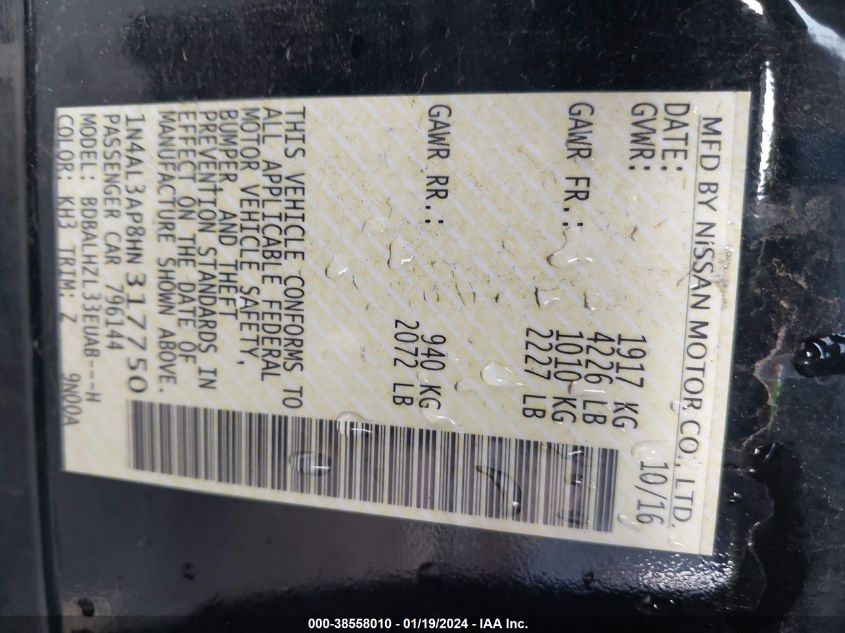 MFD BY NiSSAN MOTOR CO., LTD.
DATE: 10/16
GVWR: 1917 KG
4226 LB
GAWR FR.: 1010 KG
2227 LB
GAWR RR.: 940 KG
2072 LB
THIS VEHICLE CONFORMS TO
ALL APPLICABLE FEDERAL
MOTOR VEHICLE SAFETY,
BUMPER AND THEFT
PREVENTION STANDARDS IN
EFFECT ON THE DATE OF
MANUFACTURE SHOWN ABOVE.
1N4AL3AP8HN317750
PASSENGER CAR 796144
MODEL: BDBALHZL33EUAB---H
COLOR: KH3 TRIM: Z 9N00A
000-38558010 - 01/19/2024 - IAA Inc.